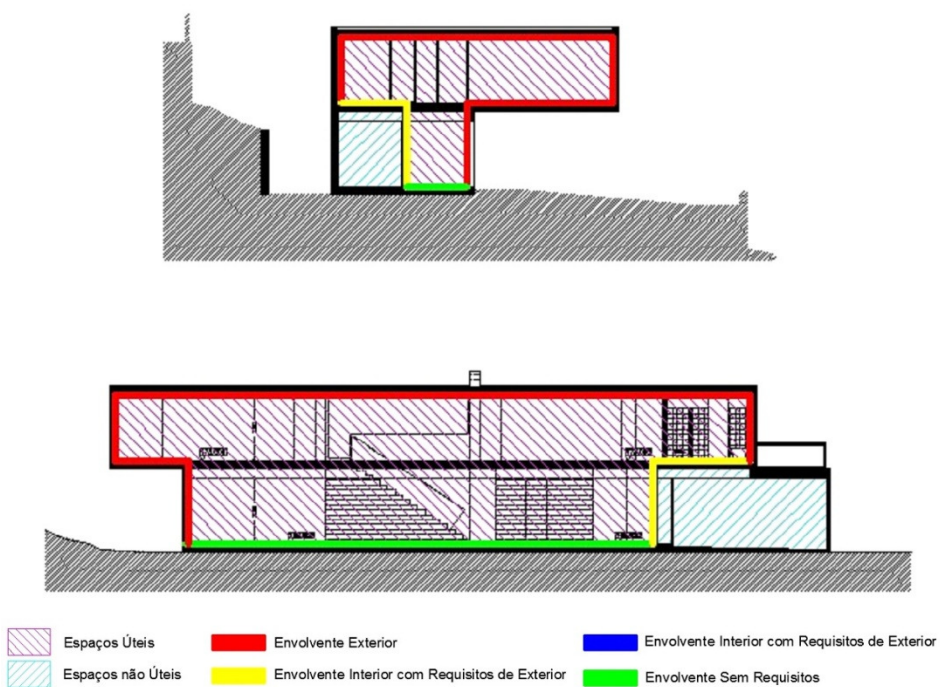 Espaços Úteis
Envolvente Exterior
Envolvente Interior com Requisitos de Exterior
Espaços não Úteis
Envolvente Interior com Requisitos de Exterior
Envolvente Sem Requisitos